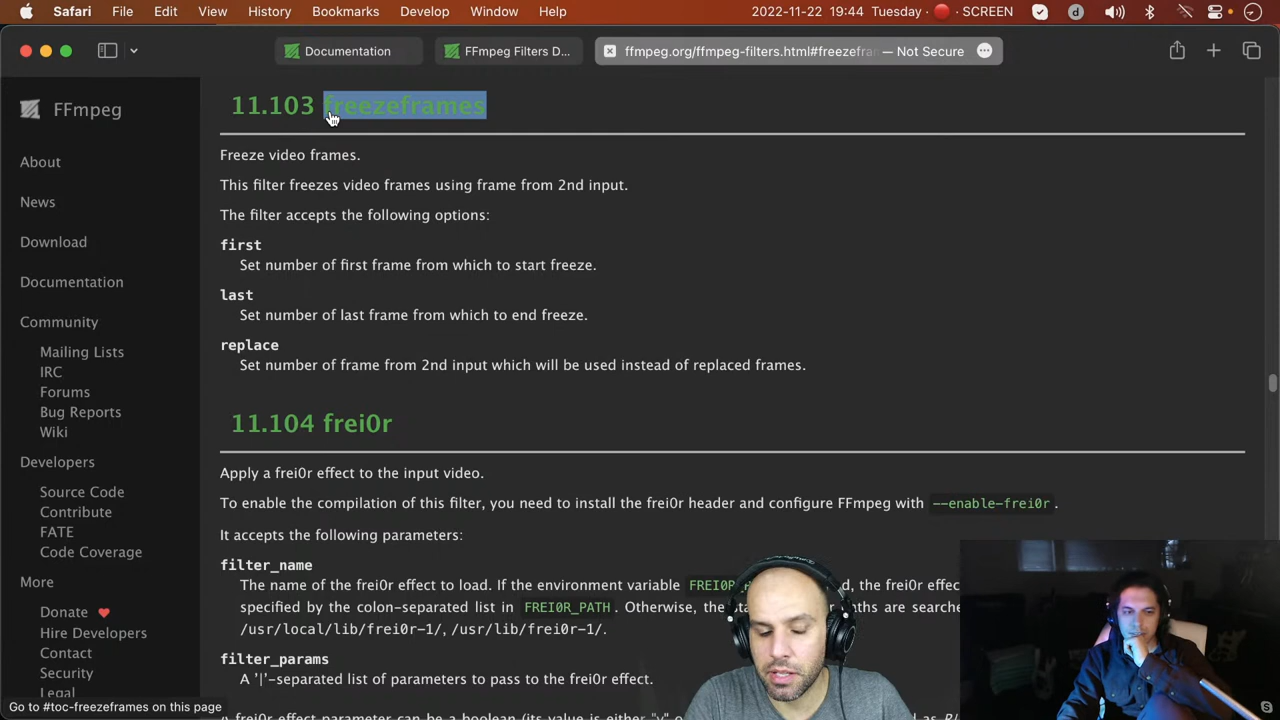 Safari File Edit View History Bookmarks Develop Window Help 2022-11-22 19:44 Tuesday SCREEN
Documentation FFmpeg Filters D... ffmpeg.org/ffmpeg-filters.html#freezefra — Not Secure
FFmpeg
About
News
Download
Documentation
Community
Mailing Lists
IRC
Forums
Bug Reports
Wiki
Developers
Source Code
Contribute
FATE
Code Coverage
More
Donate
Hire Developers
Contact
Security
Legal
11.103 freezeframes
Freeze video frames.
This filter freezes video frames using frame from 2nd input.
The filter accepts the following options:
first
Set number of first frame from which to start freeze.
last
Set number of last frame from which to end freeze.
replace
Set number of frame from 2nd input which will be used instead of replaced frames.
11.104 frei0r
Apply a frei0r effect to the input video.
To enable the compilation of this filter, you need to install the frei0r header and configure FFmpeg with --enable-frei0r.
It accepts the following parameters:
filter_name
The name of the frei0r effect to load. If the environment variable the frei0r effec
specified by the colon-separated list in FREI0R_PATH. Otherwise, the are searche
/usr/local/lib/frei0r-1/, /usr/lib/frei0r-1/.
filter_params
A '|'-separated list of parameters to pass to the frei0r effect.
A frei0r effect parameter can be a boolean (its value is either "y"
Go to #toc-freezeframes on this page